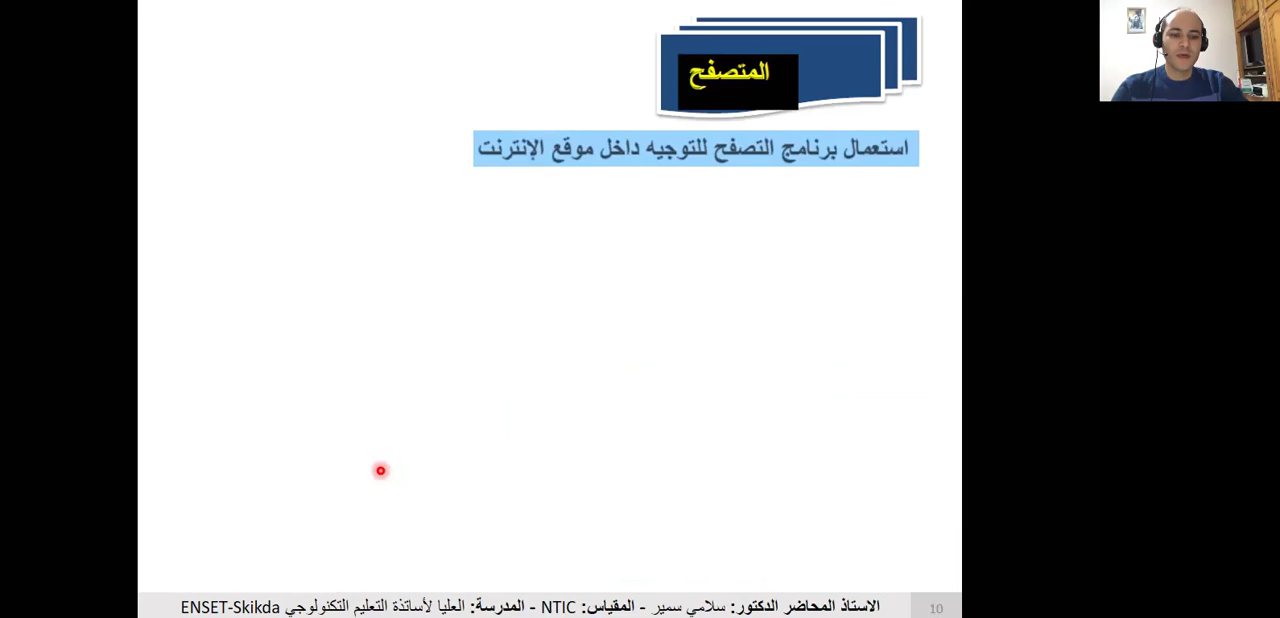 المتصفح
استعمال برنامج التصفح للتوجيه داخل موقع الإنترنت
الاستاذ المحاضر الدكتور: سلامي سمير - المقياس: NTIC - المدرسة: العليا لأساتذة التعليم التكنولوجي ENSET-Skikda
10